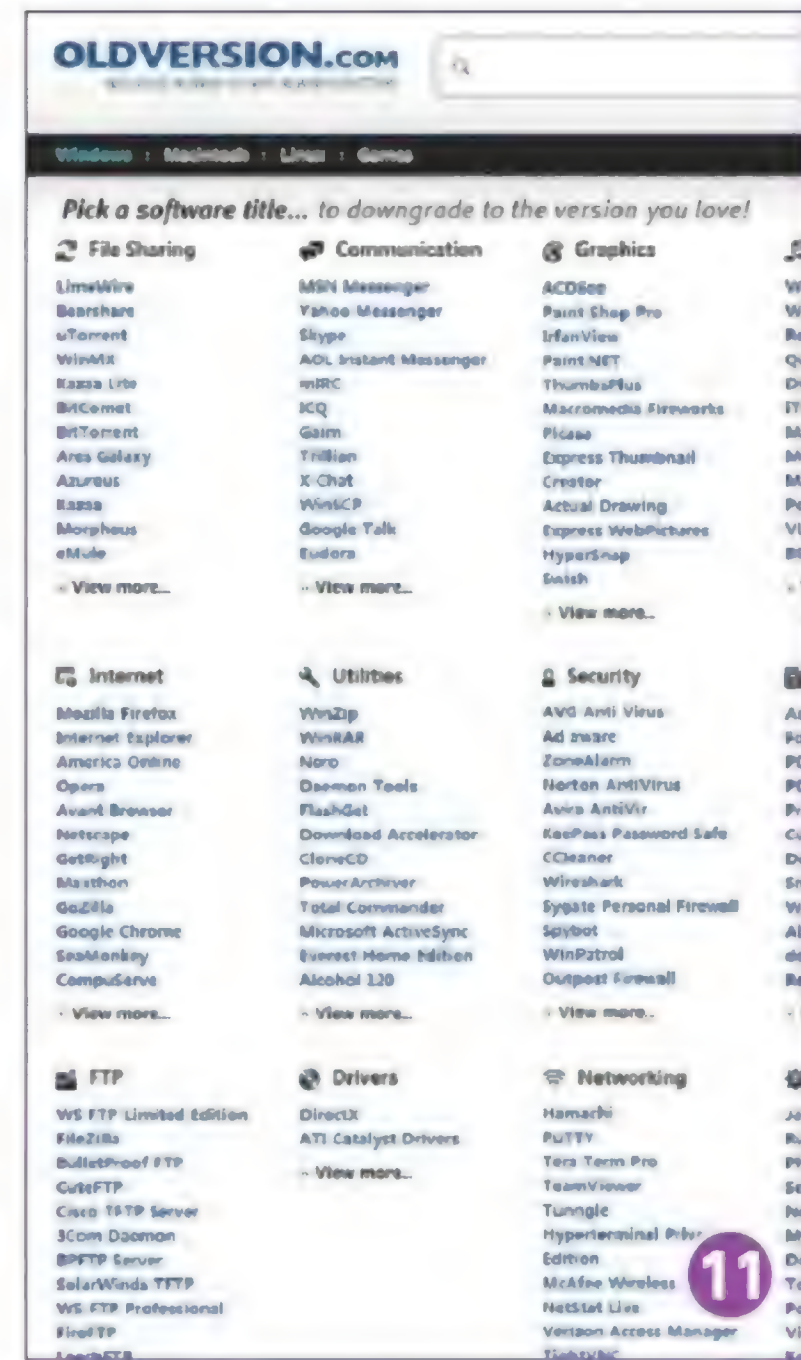 OLDVERSION.COM
Windows : Macintosh : Linux : Games
Pick a software title... to downgrade to the version you love!
File Sharing
LimeWire
Bearshare
uTorrent
WinMX
Kazaa Lite
BitComet
BitTorrent
Ares Galaxy
Azureus
Kazaa
Morpheus
eMule
View more...
Communication
MSN Messenger
Yahoo Messenger
Skype
AOL Instant Messenger
mIRC
ICQ
Gaim
Trillian
X-Chat
WinSCP
Google Talk
Eudora
View more...
Graphics
ACDSee
Paint Shop Pro
IrfanView
Paint.NET
ThumbsPlus
Macromedia Fireworks
Picasa
Express Thumbnail
Creator
Actual Drawing
Express WebPictures
HyperSnap
Swish
View more...
Internet
Mozilla Firefox
Internet Explorer
America Online
Opera
Avant Browser
Netscape
GetRight
Maxthon
GoZilla
Google Chrome
SeaMonkey
CompuServe
View more...
Utilities
WinZip
WinRAR
Nero
Daemon Tools
FlashGet
Download Accelerator
CloneCD
PowerArchiver
Total Commander
Microsoft ActiveSync
Everest Home Edition
Alcohol 120
View more...
Security
AVG Anti Virus
Ad aware
ZoneAlarm
Norton AntiVirus
Avira AntiVir
KeePass Password Safe
CCleaner
Wireshark
Sygate Personal Firewall
Spybot
WinPatrol
Outpost Firewall
View more...
FTP
WS FTP Limited Edition
FileZilla
BulletProof FTP
CuteFTP
Cisco TFTP Server
3Com Daemon
BPFTP Server
SolarWinds TFTP
WS FTP Professional
FireFTP
LeechFTP
Drivers
DirectX
ATI Catalyst Drivers
View more...
Networking
Hamachi
PuTTY
Tera Term Pro
TeamViewer
Tunngle
Hyperterminal
Edition
McAfee Wireless
NetStat Live
Verizon Access Manager
TightVNC
11